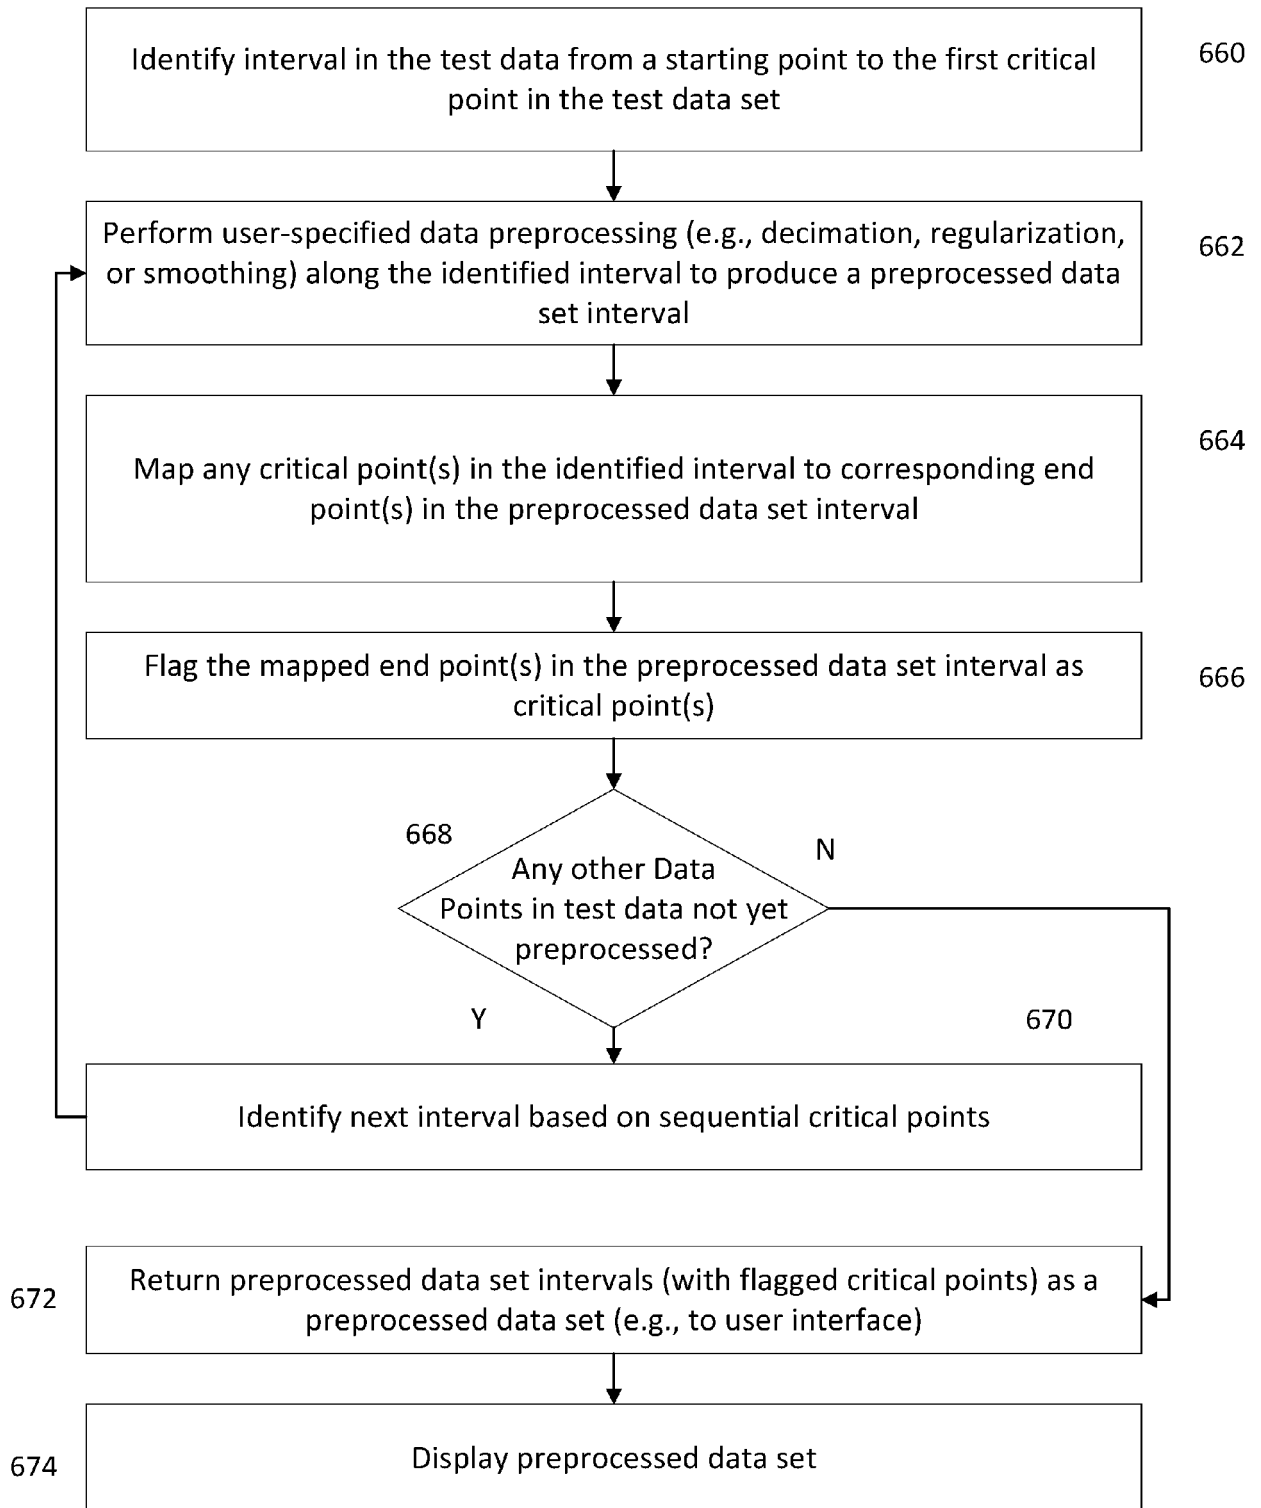 Identify interval in the test data from a starting point to the first critical
point in the test data set
660
Perform user-specified data preprocessing (e.g., decimation, regularization,
or smoothing) along the identified interval to produce a preprocessed data
set interval
662
Map any critical point(s) in the identified interval to corresponding end
point(s) in the preprocessed data set interval
664
Flag the mapped end point(s) in the preprocessed data set interval as
critical point(s)
666
668
Any other Data
Points in test data not yet
preprocessed?
N
Y
670
Identify next interval based on sequential critical points
672
Return preprocessed data set intervals (with flagged critical points) as a
preprocessed data set (e.g., to user interface)
674
Display preprocessed data set